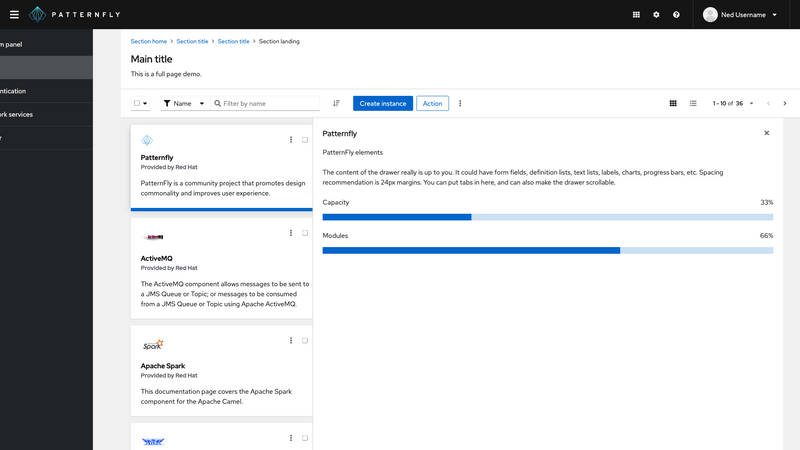 PATTERNFLY
Ned Username
m panel
ntication
rk services
Section home > Section title > Section title > Section landing
Main title
This is a full page demo.
Name
Filter by name
Create instance
Action
1 - 10 of 36
Patternfly
Provided by Red Hat
PatternFly is a community project that promotes design
commonality and improves user experience.
ActiveMQ
Provided by Red Hat
The ActiveMQ component allows messages to be sent to
a JMS Queue or Topic; or messages to be consumed
from a JMS Queue or Topic using Apache ActiveMQ.
Spark
Apache Spark
Provided by Red Hat
This documentation page covers the Apache Spark
component for the Apache Camel.
Patternfly
PatternFly elements
The content of the drawer really is up to you. It could have form fields, definition lists, text lists, labels, charts, progress bars, etc. Spacing
recommendation is 24px margins. You can put tabs in here, and can also make the drawer scrollable.
Capacity 33%
Modules 66%